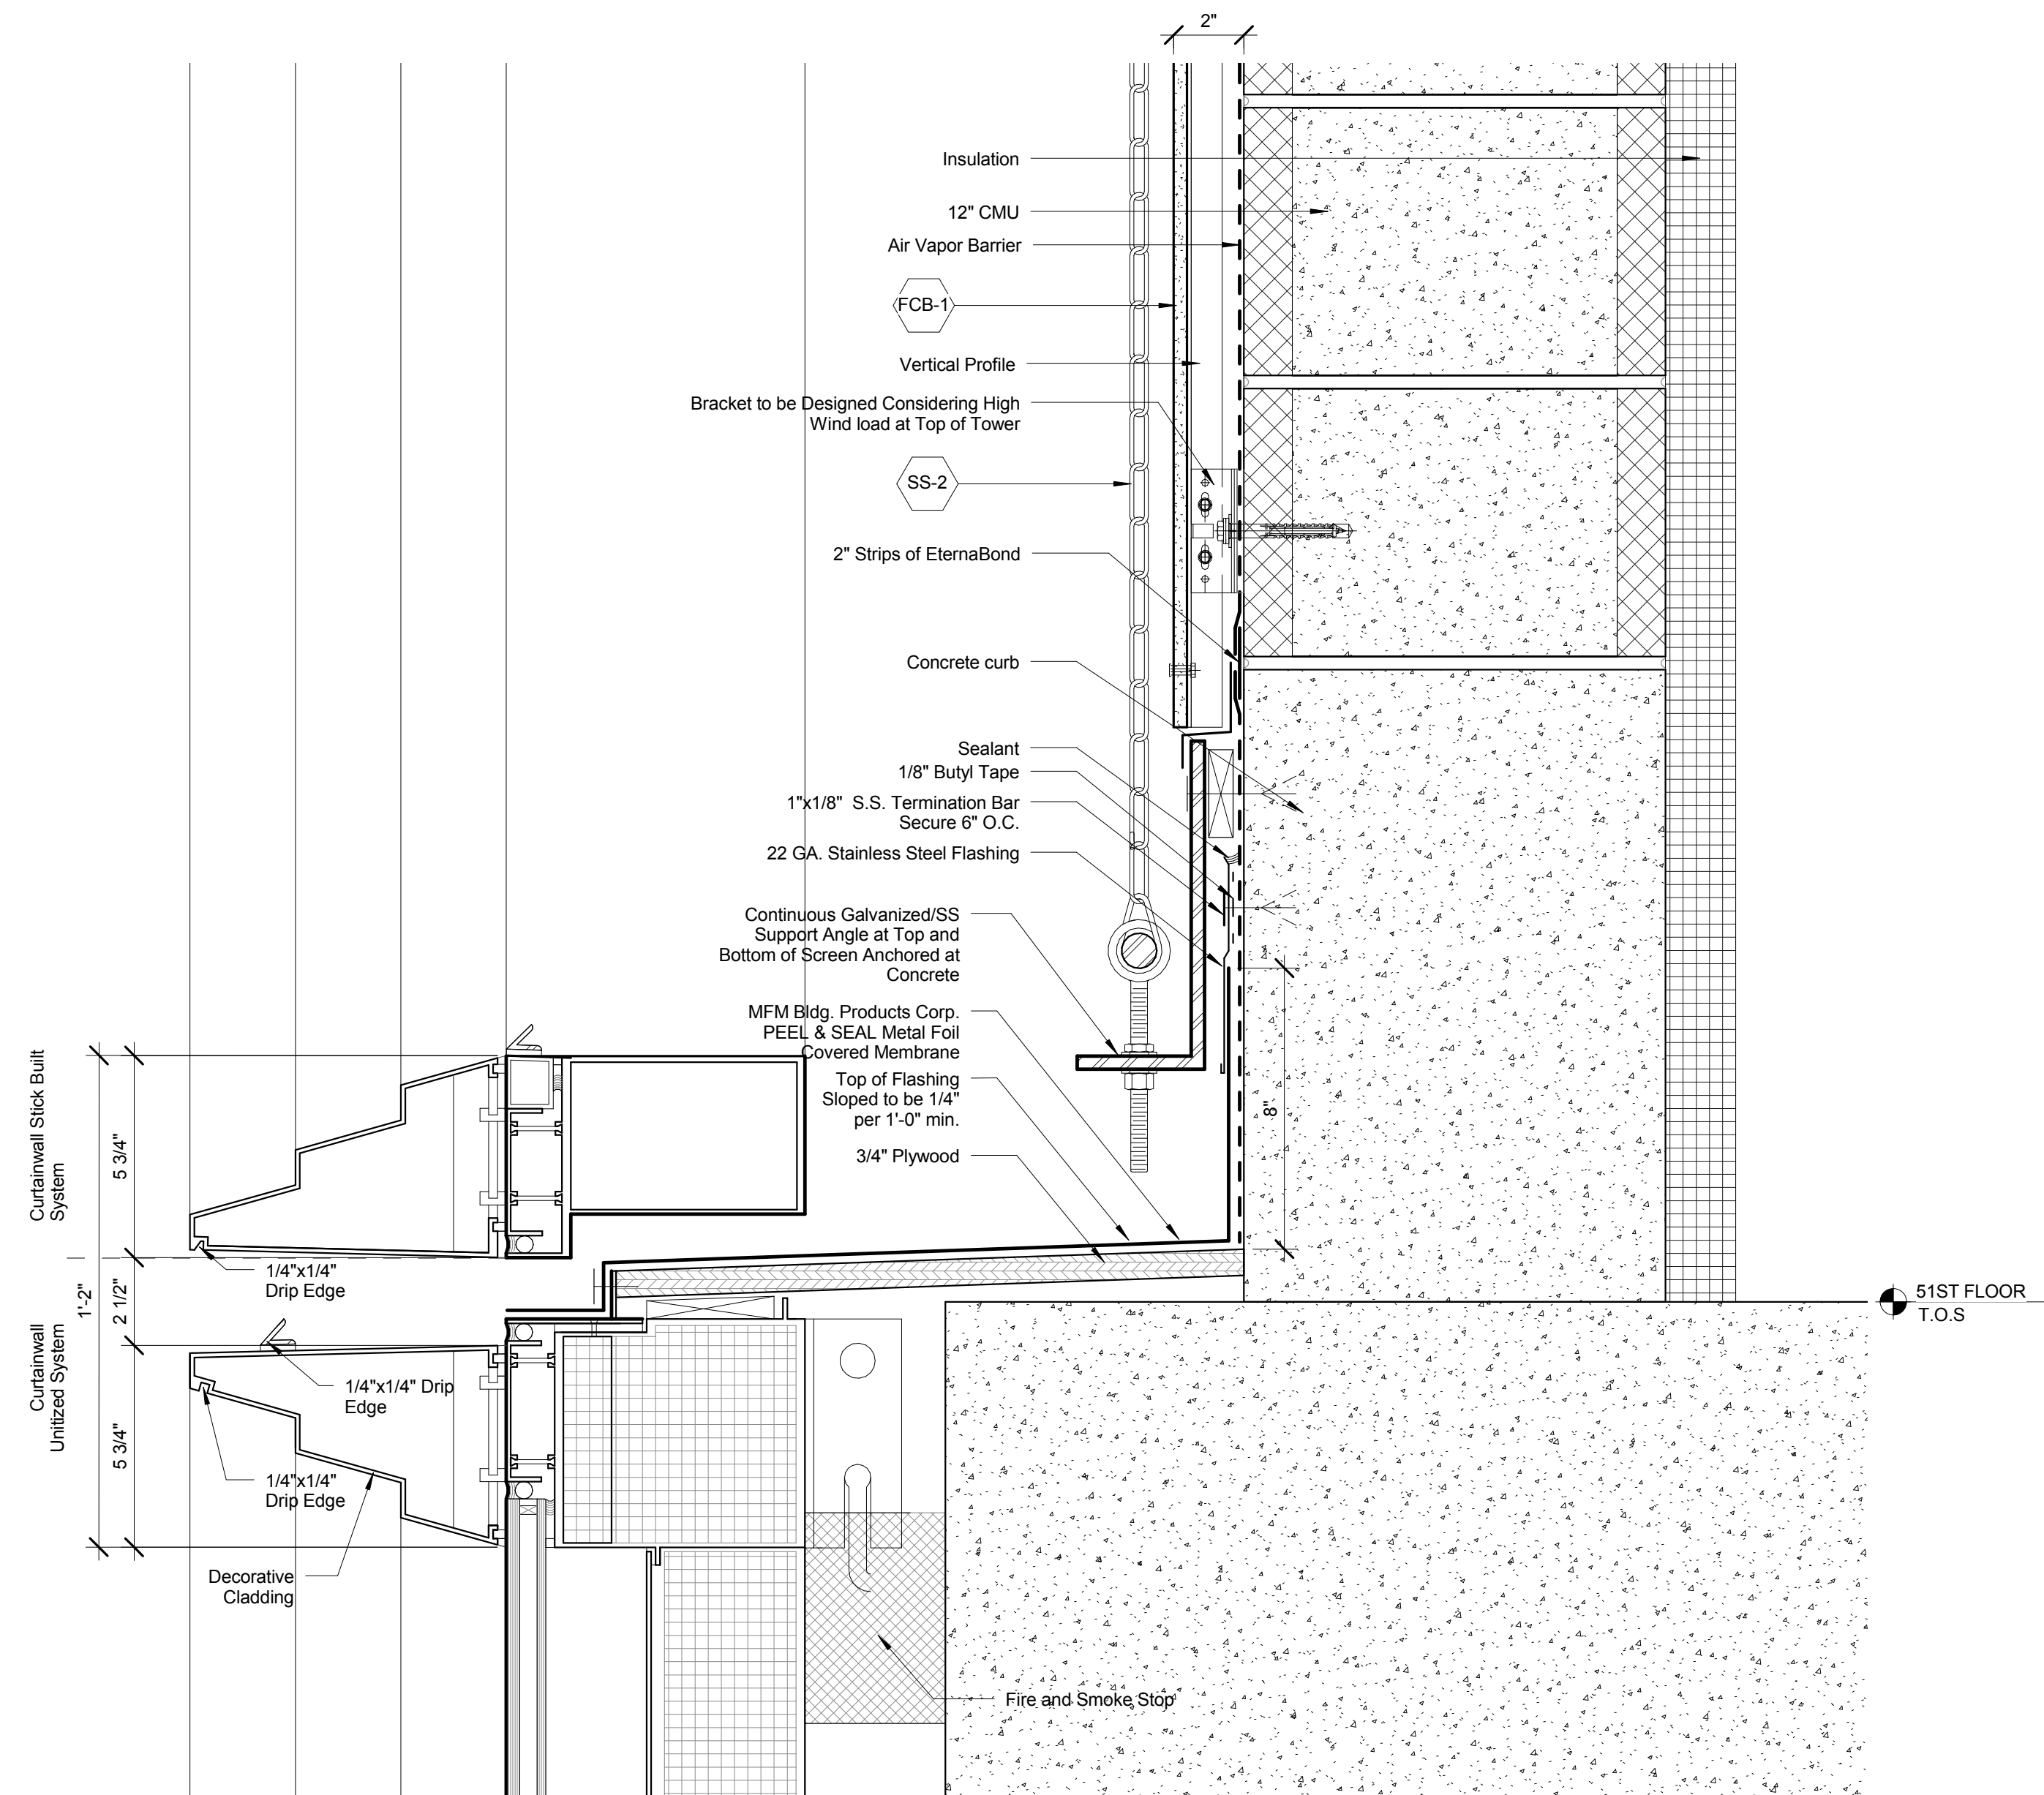 2"
Insulation
12" CMU
Air Vapor Barrier
FCB-1
Vertical Profile
Bracket to be Designed Considering High
Wind load at Top of Tower
SS-2
2" Strips of EternaBond
Concrete curb
Sealant
1/8" Butyl Tape
1"x1/8" S.S. Termination Bar
Secure 6" O.C.
22 GA. Stainless Steel Flashing
Continuous Galvanized/SS
Support Angle at Top and
Bottom of Screen Anchored at
Concrete
MFM Bldg. Products Corp.
PEEL & SEAL Metal Foil
Covered Membrane
Top of Flashing
Sloped to be 1/4"
per 1'-0" min.
3/4" Plywood
8"
Curtainwall Stick Built
System
5 3/4"
1/4"x1/4"
Drip Edge
1'-2"
2 1/2"
51ST FLOOR
T.O.S
Curtainwall
Unitized System
5 3/4"
1/4"x1/4" Drip
Edge
1/4"x1/4"
Drip Edge
Decorative
Cladding
Fire and Smoke Stop